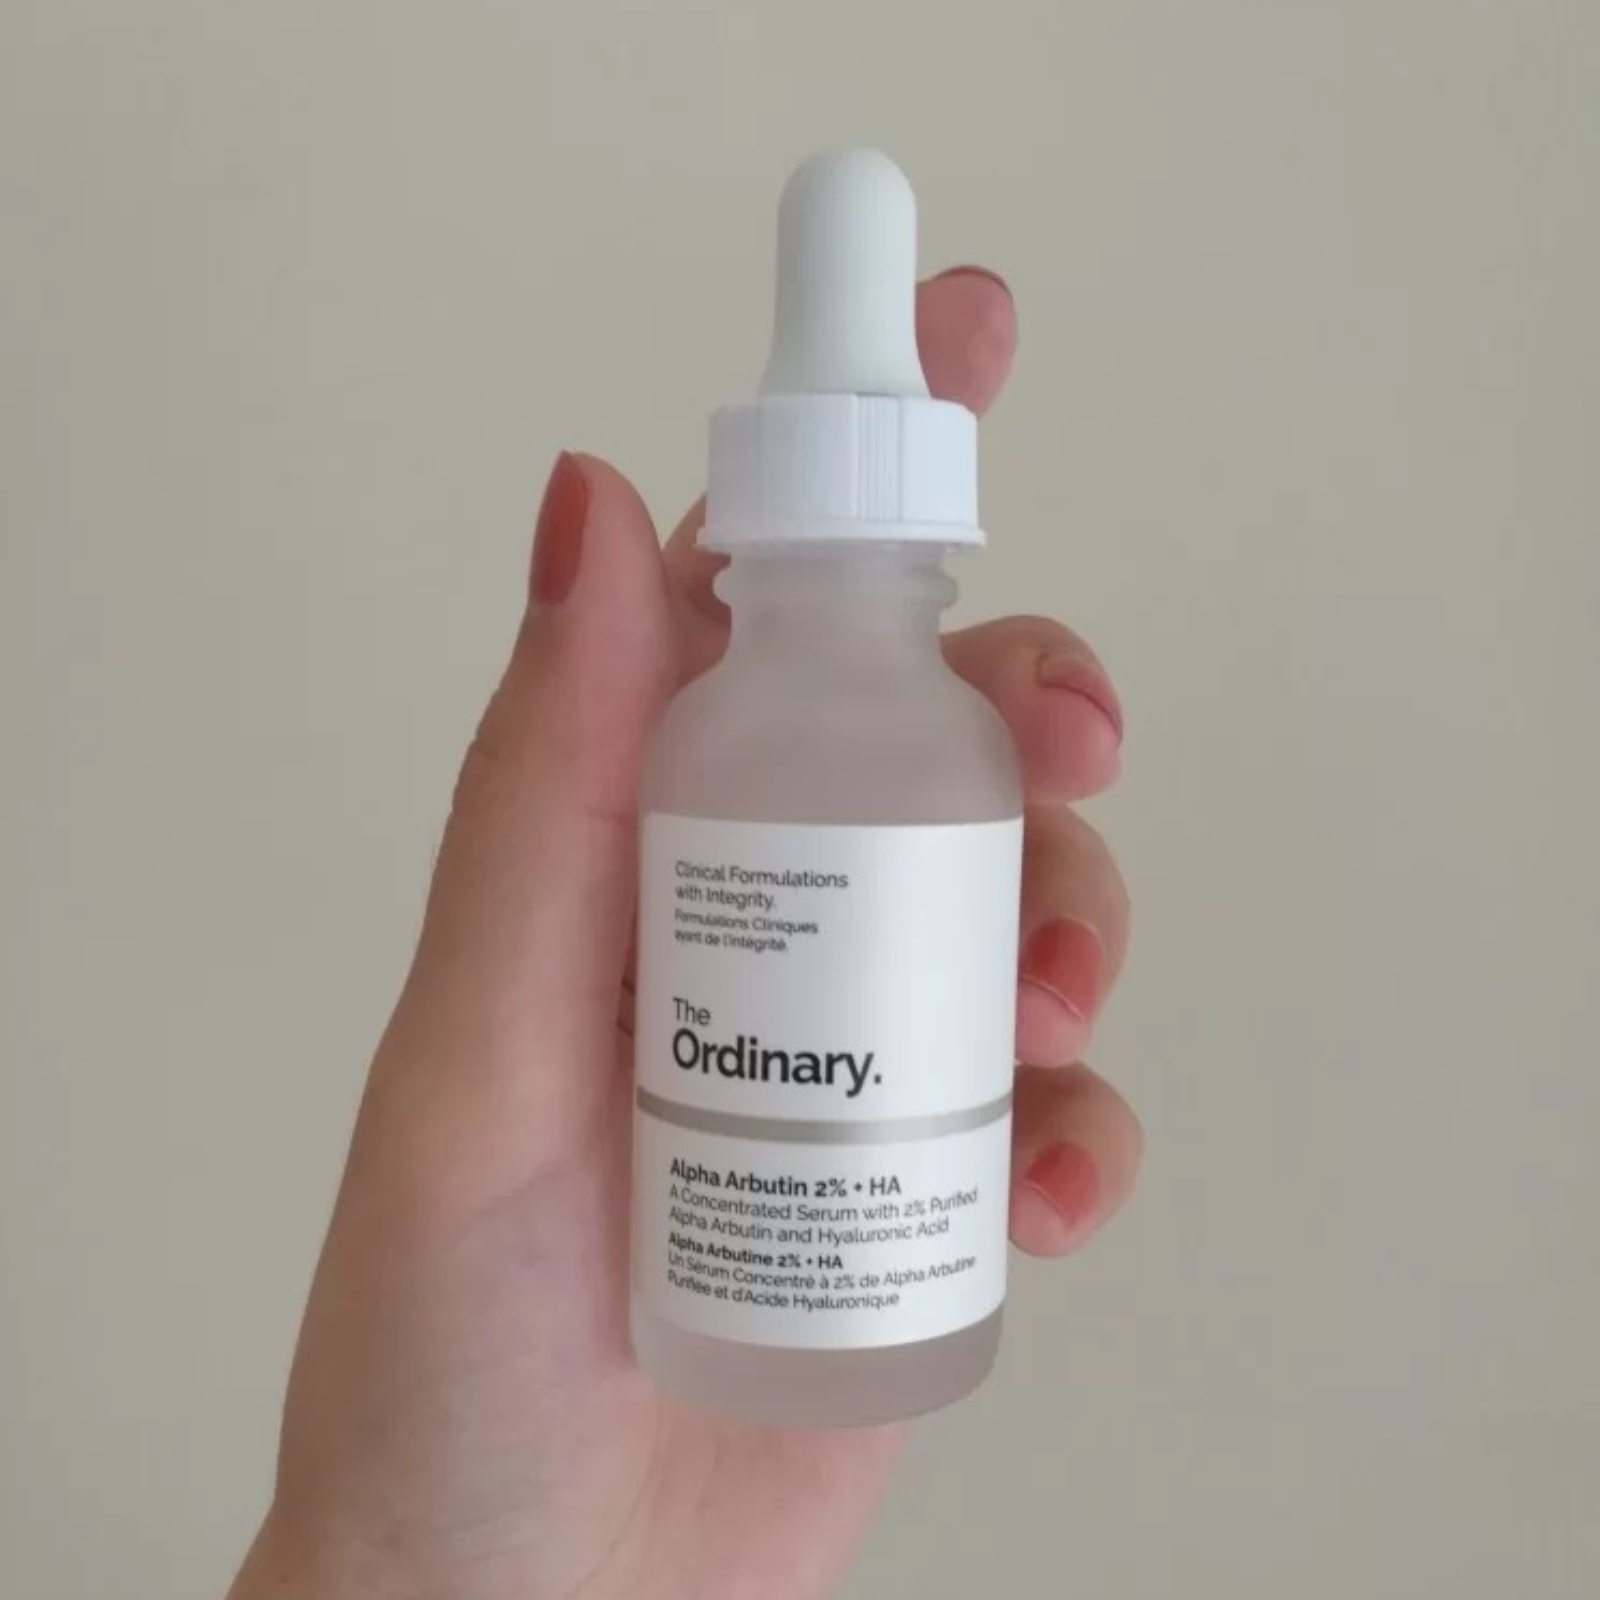 Clinical Formulations
with Integrity.
Formulations Cliniques
ayant de l'intégrité.
The
Ordinary.
Alpha Arbutin 2% + HA
A Concentrated Serum with 2% Purified
Alpha Arbutin and Hyaluronic Acid
Alpha Arbutine 2% + HA
Un Sérum Concentré à 2% de Alpha Arbutine
Purifiée et d'Acide Hyaluronique